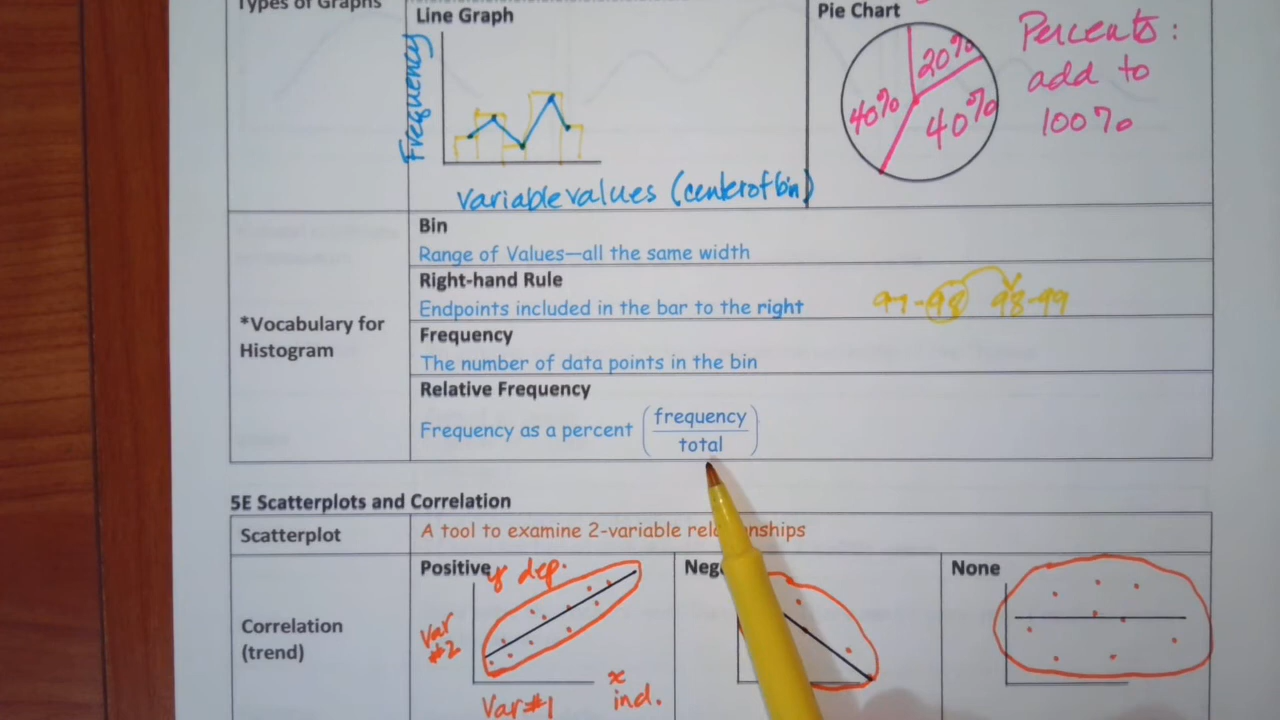 Types of Graphs
Line Graph
Frequency
variable values (center of bin)
Pie Chart
20%
40%
40%
Percents:
add to
100%
*Vocabulary for
Histogram
Bin
Range of Values—all the same width
Right-hand Rule
Endpoints included in the bar to the right
97-98 98-99
Frequency
The number of data points in the bin
Relative Frequency
Frequency as a percent (frequency
total)
5E Scatterplots and Correlation
Scatterplot
A tool to examine 2-variable
Correlation
(trend)
Positive
y dep.
Var
#2
Var #1
x
ind.
None